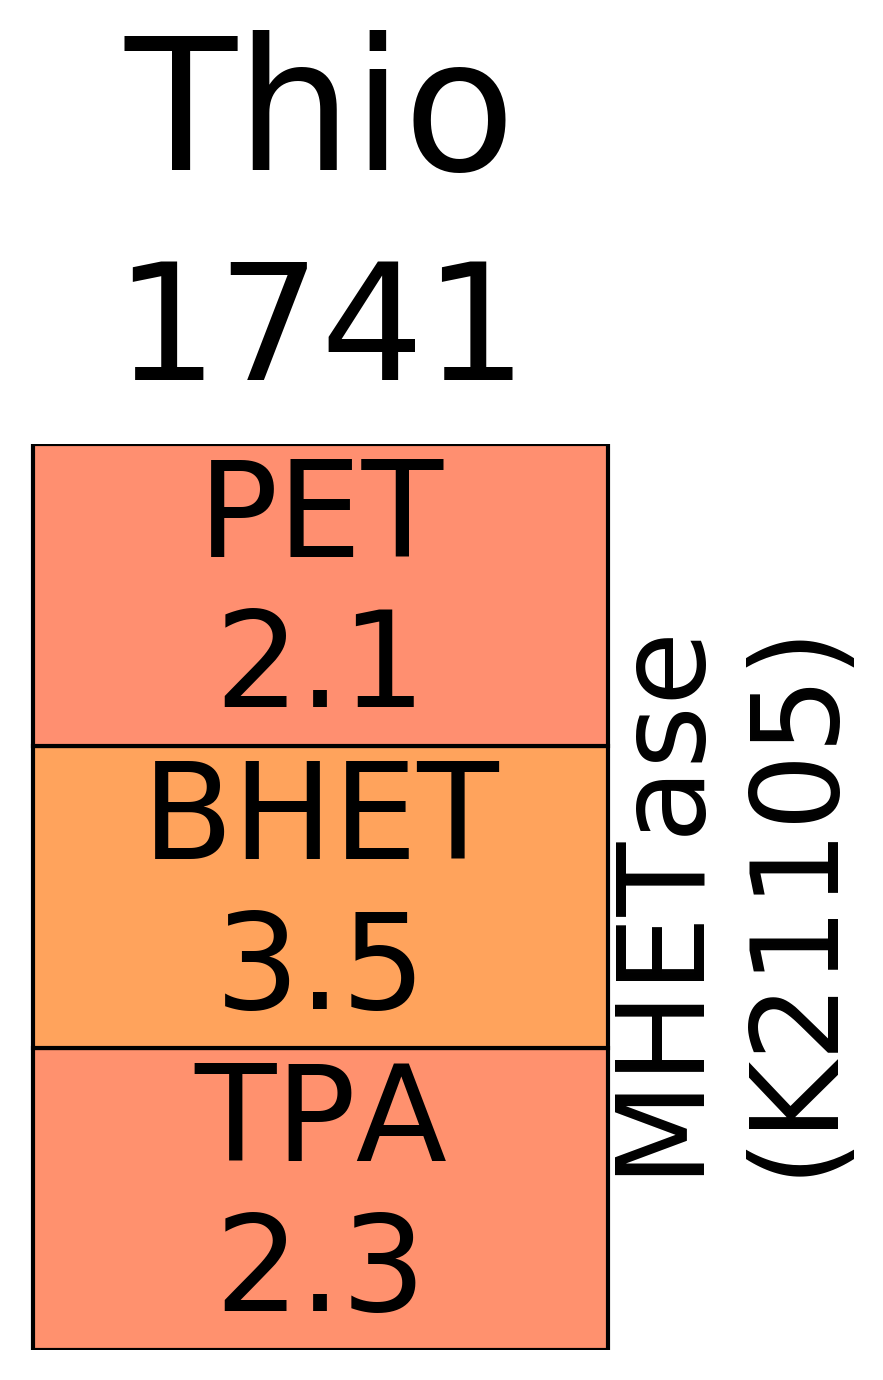 Thio
1741
PET
2.1
BHET
3.5
TPA
2.3
MHETase
(K21105)